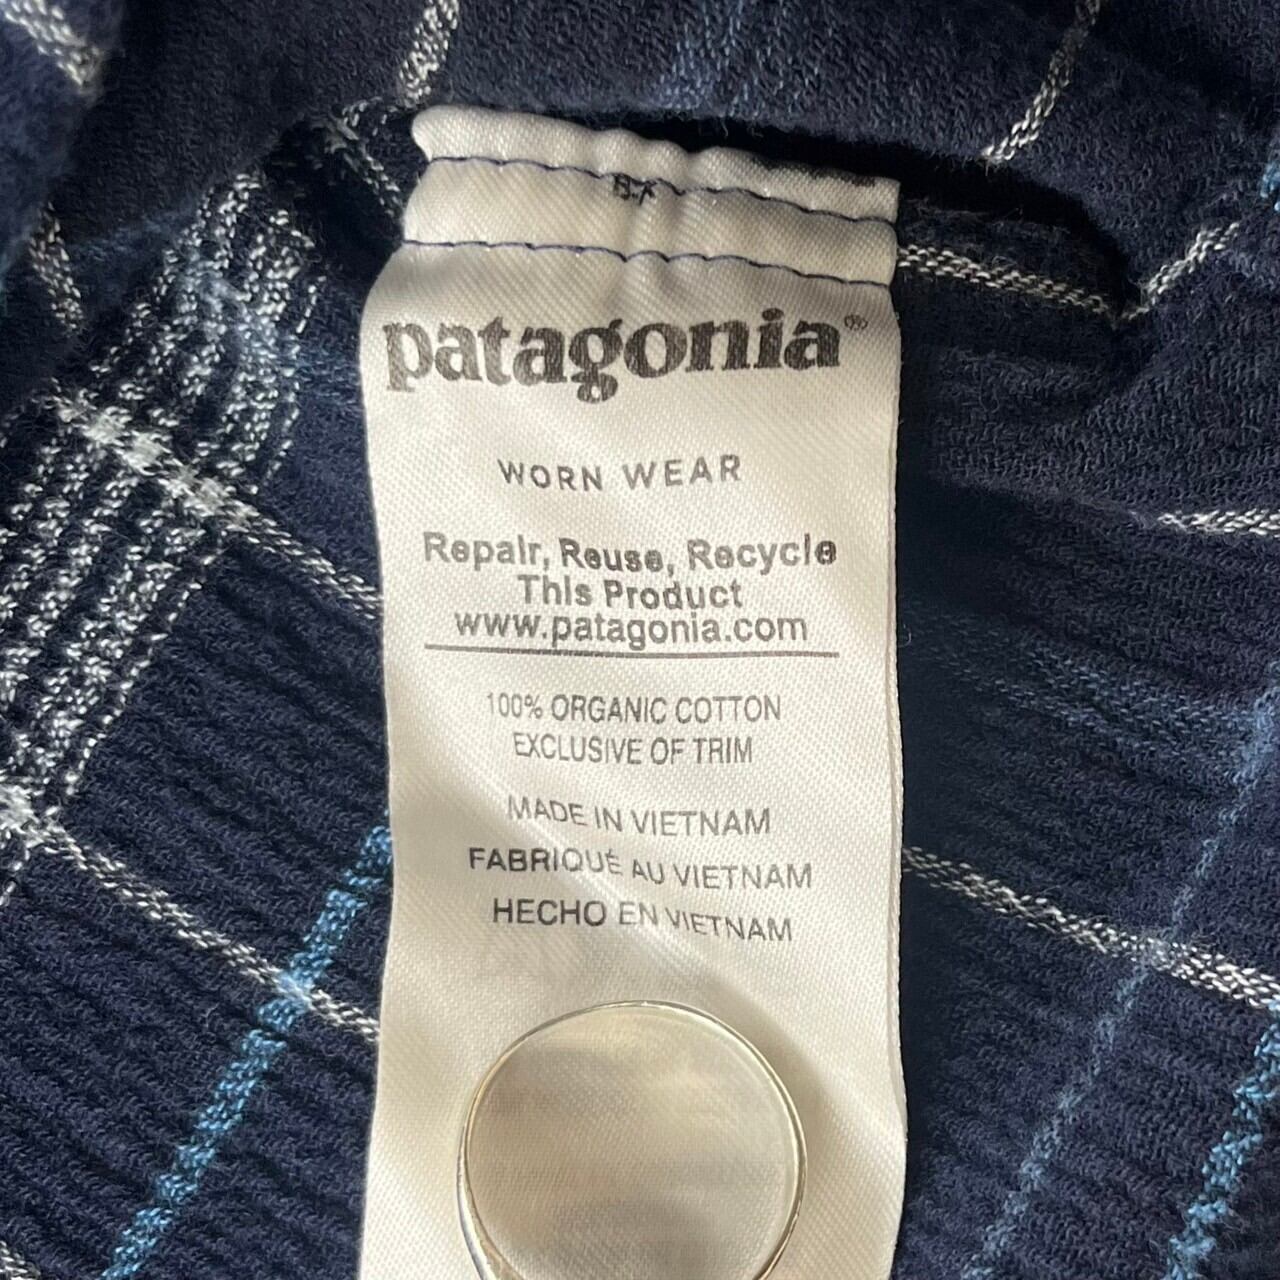 patagonia®
WORN WEAR
Repair, Reuse, Recycle
This Product
www.patagonia.com
100% ORGANIC COTTON
EXCLUSIVE OF TRIM
MADE IN VIETNAM
FABRIQUÉ AU VIETNAM
HECHO EN VIETNAM